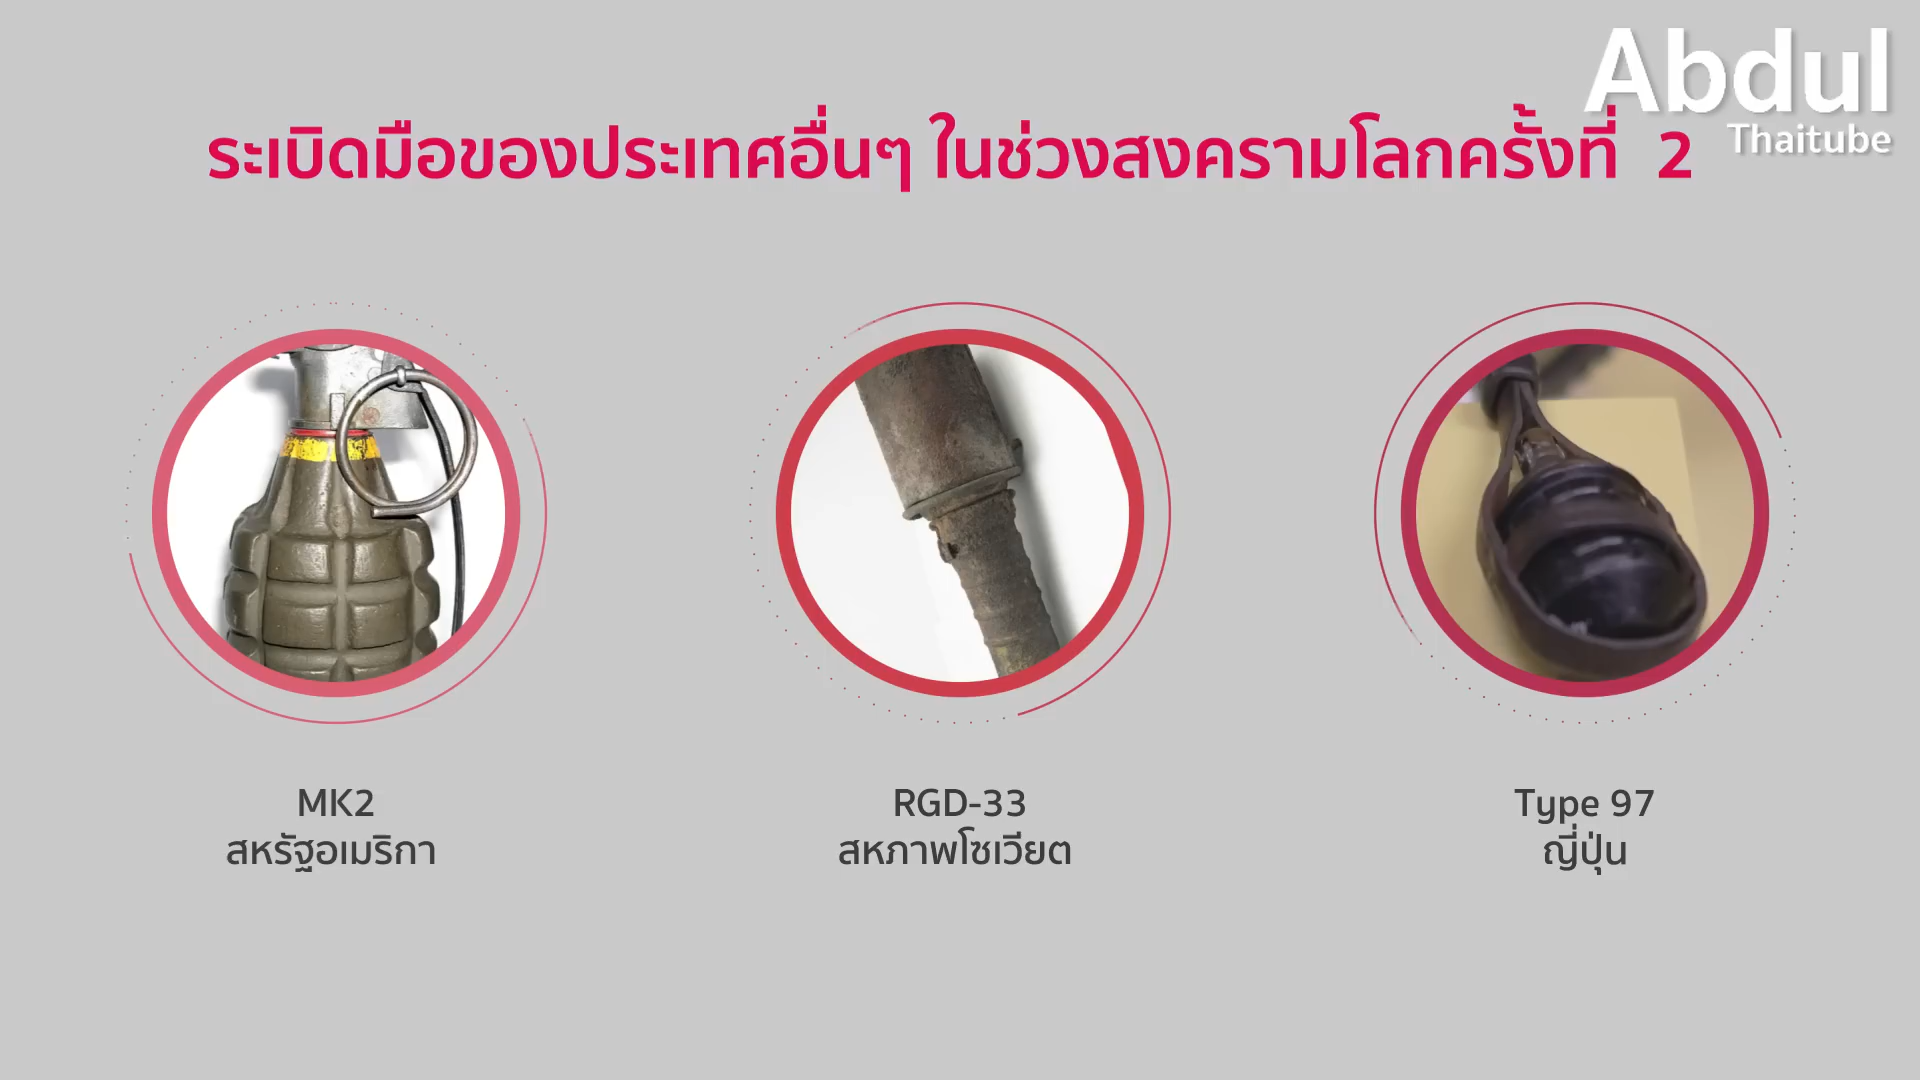 Abdul
Thaitube
ระเบิดมือของประเทศอื่นๆ ในช่วงสงครามโลกครั้งที่ 2
MK2
สหรัฐอเมริกา
RGD-33
สหภาพโซเวียต
Type 97
ญี่ปุ่น